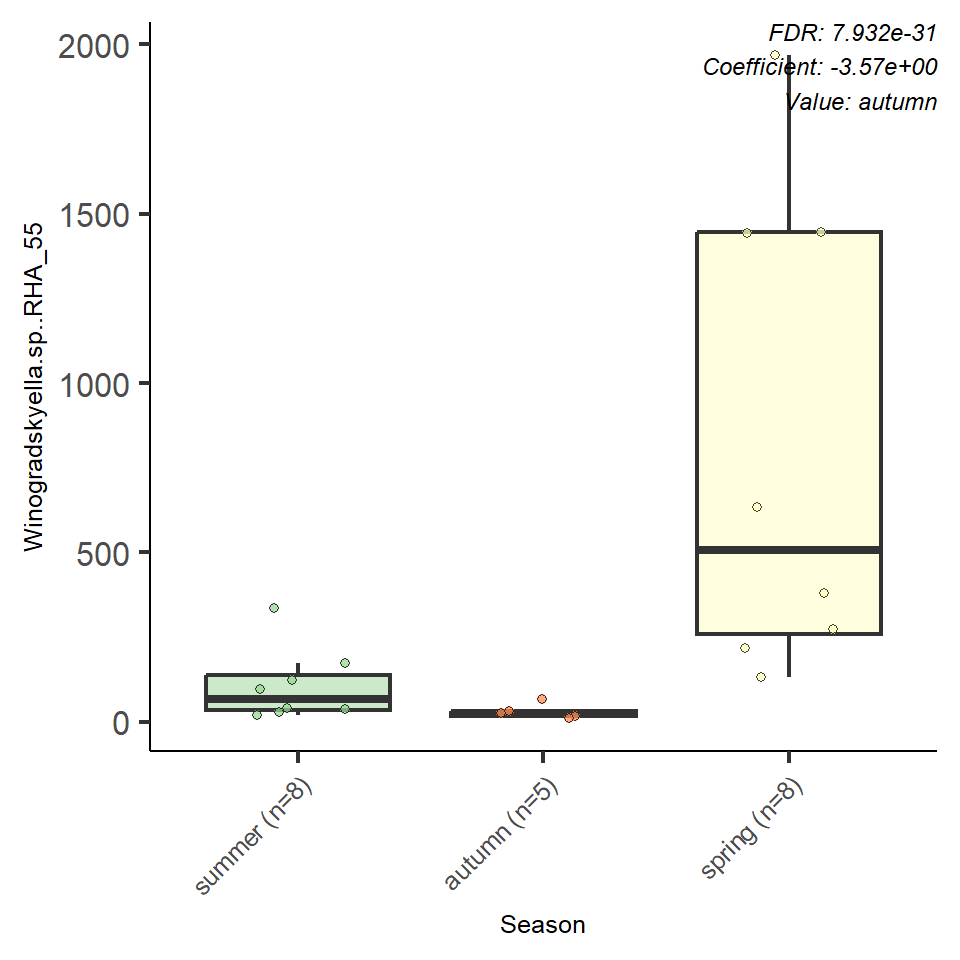 FDR: 7.932e-31
Coefficient: -3.57e+00
Value: autumn
2000
1500
1000
500
0
Winogradskyella.sp..RHA_55
summer (n=8)
autumn (n=5)
spring (n=8)
Season